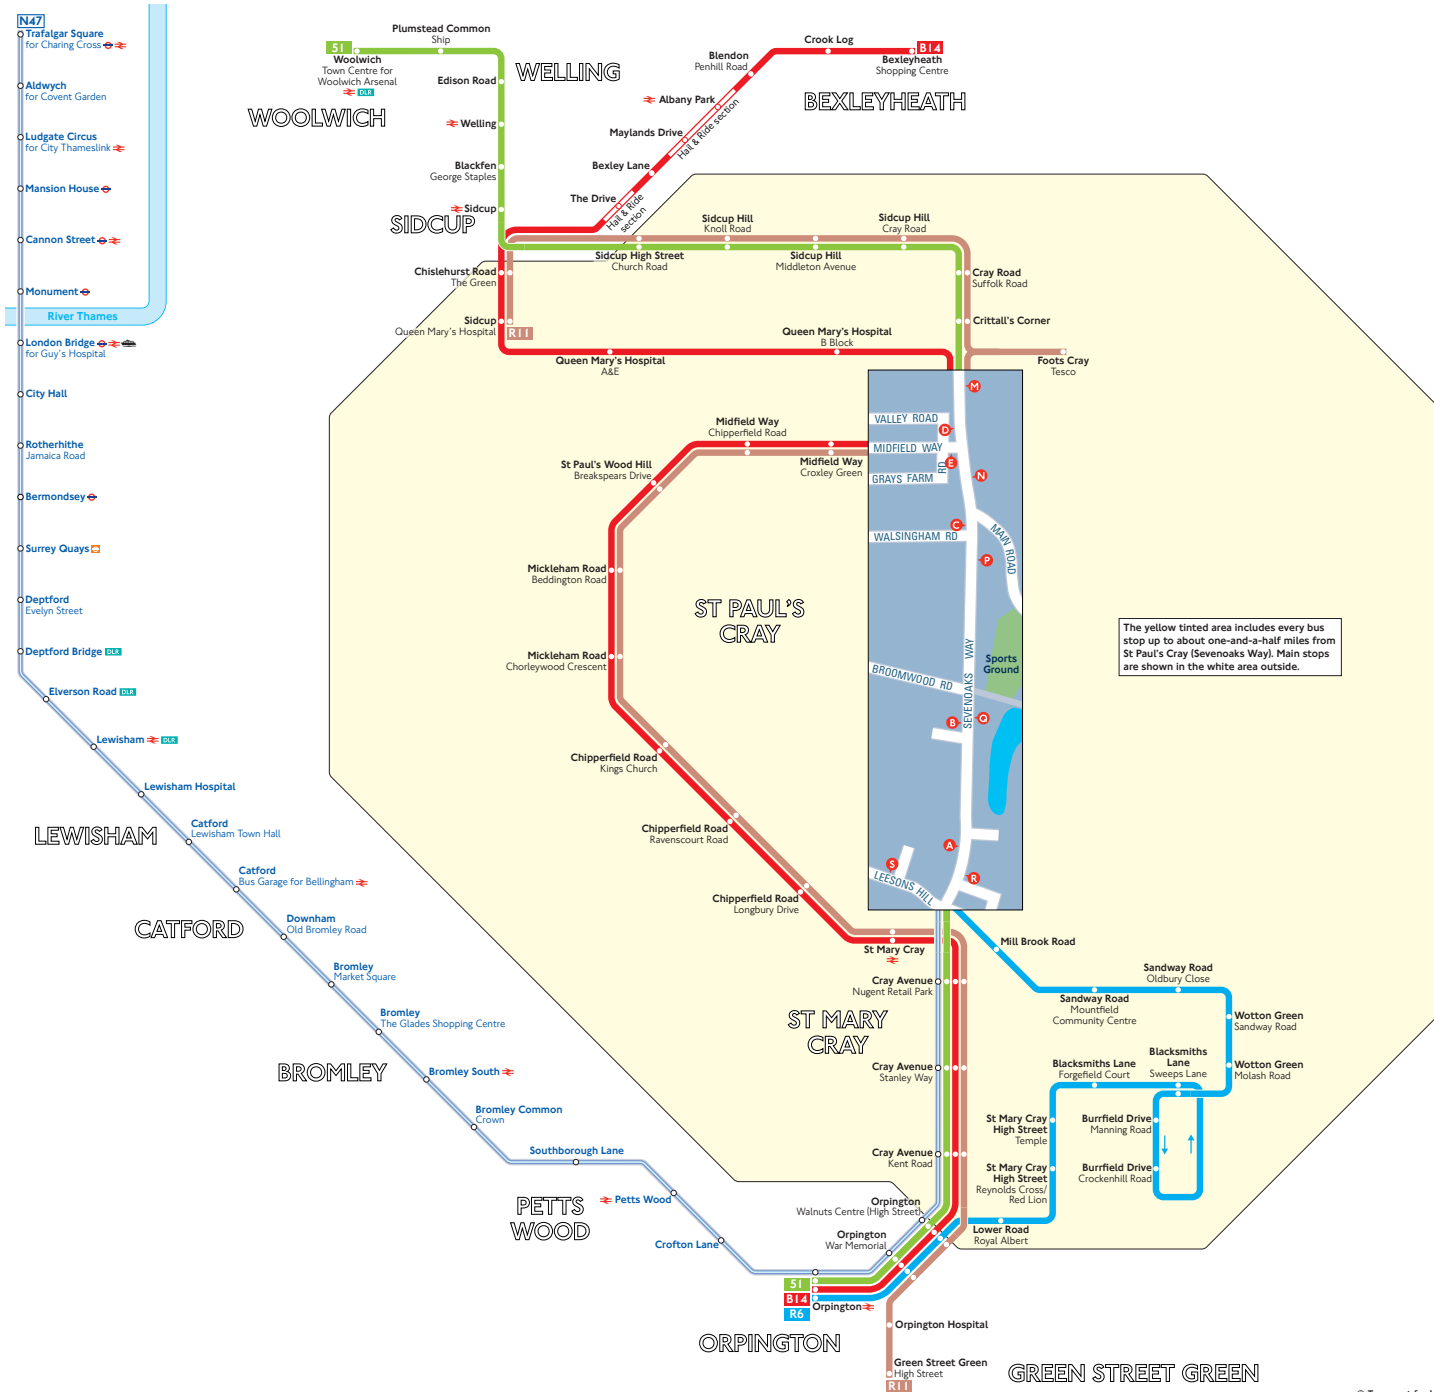 N47
Trafalgar Square
for Charing Cross
Aldwych
for Covent Garden
Ludgate Circus
for City Thameslink
Mansion House
Cannon Street
Monument
River Thames
London Bridge
for Guy's Hospital
City Hall
Rotherhithe
Jamaica Road
Bermondsey
Surrey Quays
Deptford
Evelyn Street
Deptford Bridge DLR
Elverson Road DLR
Lewisham DLR
Lewisham Hospital
LEWISHAM
Catford
Lewisham Town Hall
Catford
Bus Garage for Bellingham
CATFORD
Downham
Old Bromley Road
Bromley
Market Square
Bromley
The Glades Shopping Centre
BROMLEY
Bromley South
Bromley Common
Crown
Southborough Lane
Petts Wood
PETTS
WOOD
Crofton Lane
51
Woolwich
Town Centre for
Woolwich Arsenal
DLR
WOOLWICH
Plumstead Common
Ship
Edison Road
WELLING
Welling
Blackfen
George Staples
Sidcup
SIDCUP
B14
Bexleyheath
Shopping Centre
BEXLEYHEATH
Crook Log
Blendon
Penhill Road
Albany Park
Maylands Drive
Hail & Ride section
Bexley Lane
The Drive
Hail & Ride
section
Sidcup Hill
Knoll Road
Sidcup Hill
Cray Road
Sidcup High Street
Church Road
Sidcup Hill
Middleton Avenue
Chislehurst Road
The Green
Sidcup
Queen Mary's Hospital
R11
Cray Road
Suffolk Road
Crittall's Corner
Queen Mary's Hospital
B Block
Queen Mary's Hospital
A&E
Foots Cray
Tesco
Midfield Way
Chipperfield Road
Midfield Way
Croxley Green
St Paul's Wood Hill
Breakspears Drive
Mickleham Road
Beddington Road
ST PAUL'S
CRAY
Mickleham Road
Chorleywood Crescent
Chipperfield Road
Kings Church
Chipperfield Road
Ravenscourt Road
Chipperfield Road
Longbury Drive
St Mary Cray
M
VALLEY ROAD
D
MIDFIELD WAY
E
RD
GRAYS FARM
N
C
WALSINGHAM RD
MAIN ROAD
P
SEVENOAKS WAY
Sports
Ground
BROOMWOOD RD
B
Q
A
S
R
LEESONS HILL
The yellow tinted area includes every bus
stop up to about one-and-a-half miles from
St Paul's Cray (Sevenoaks Way). Main stops
are shown in the white area outside.
Cray Avenue
Nugent Retail Park
ST MARY
CRAY
Cray Avenue
Stanley Way
Cray Avenue
Kent Road
Mill Brook Road
Sandway Road
Oldbury Close
Sandway Road
Mountfield
Community Centre
Wotton Green
Sandway Road
Wotton Green
Molash Road
Blacksmiths
Lane
Sweeps Lane
Blacksmiths Lane
Forgefield Court
Burrfield Drive
Manning Road
Burrfield Drive
Crockenhill Road
St Mary Cray
High Street
Temple
St Mary Cray
High Street
Reynolds Cross/
Red Lion
Lower Road
Royal Albert
Orpington
Walnuts Centre (High Street)
Orpington
War Memorial
51
B14
R6
Orpington
ORPINGTON
Orpington Hospital
Green Street Green
High Street
R11
GREEN STREET GREEN